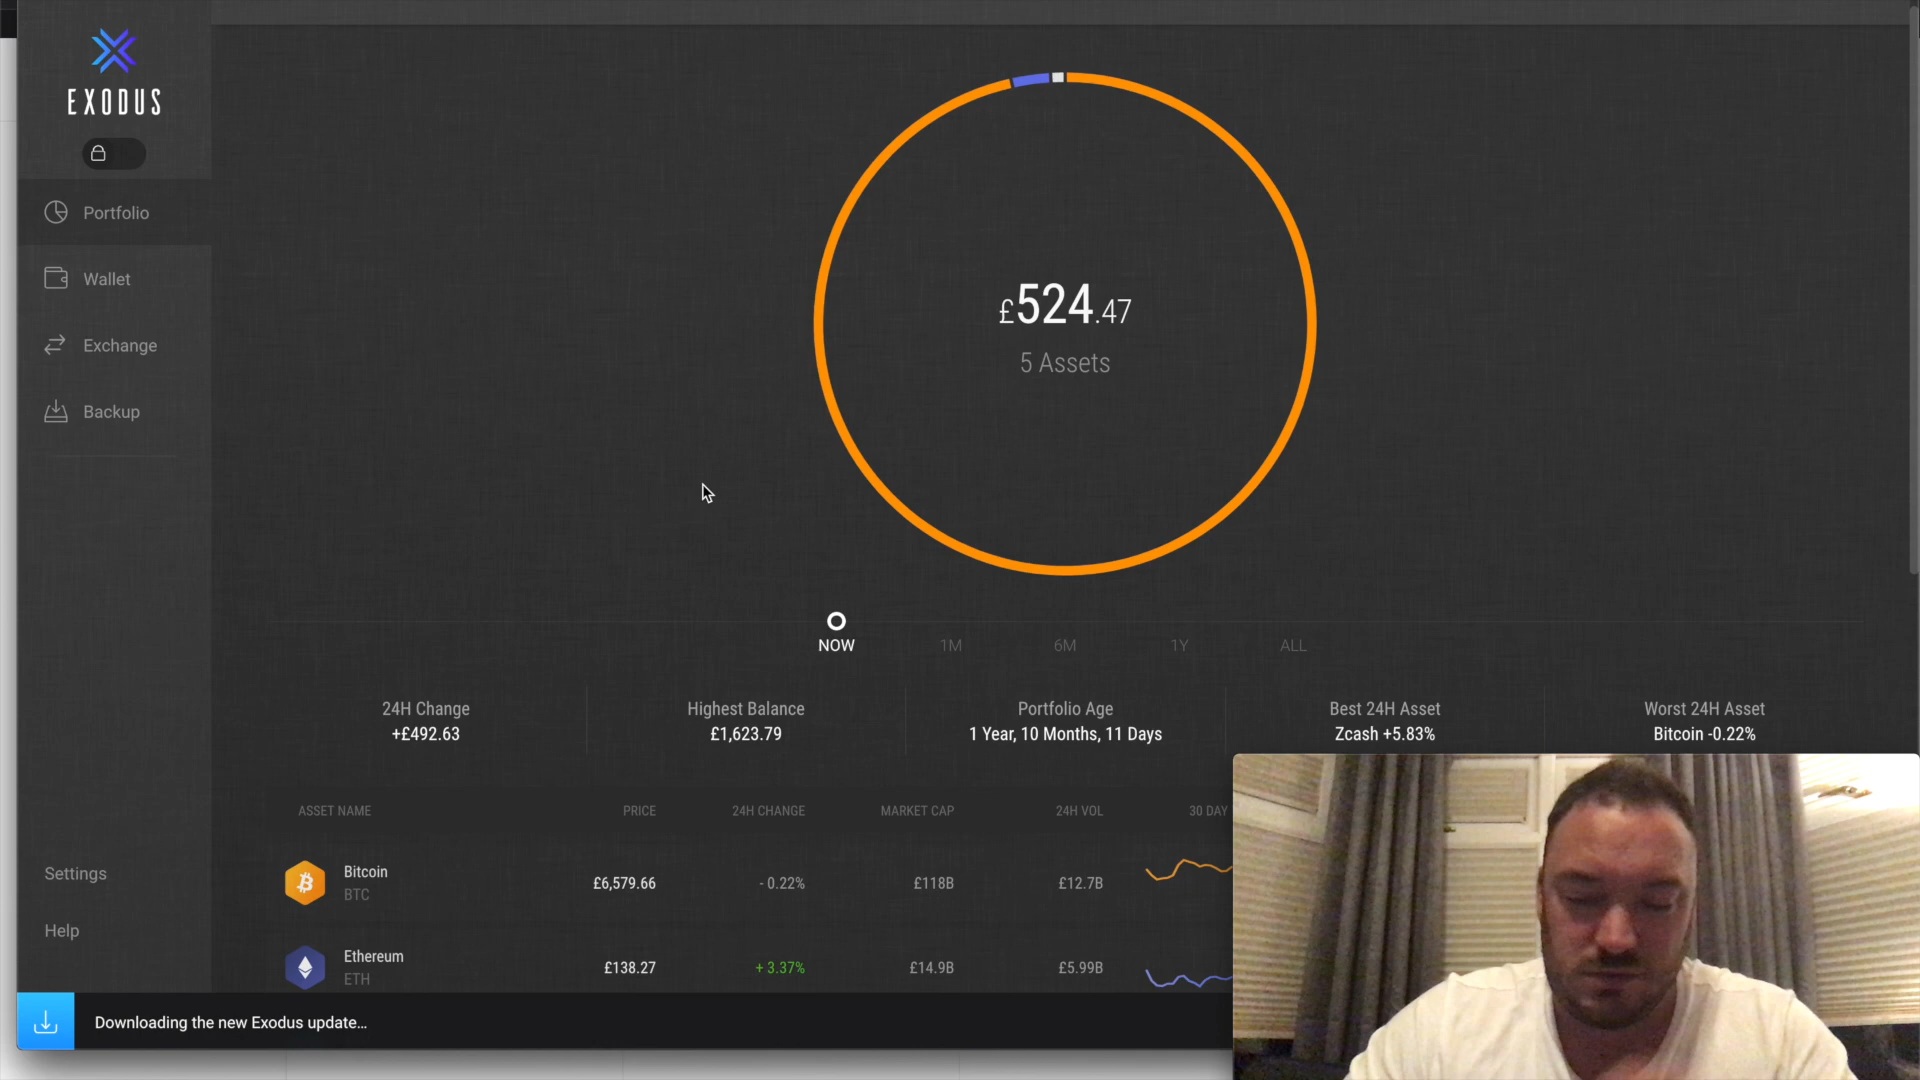 EXODUS
Portfolio
Wallet
Exchange
Backup
Settings
Help
£524.47
5 Assets
NOW 1M 6M 1Y ALL
24H Change Highest Balance Portfolio Age Best 24H Asset Worst 24H Asset
+£492.63 £1,623.79 1 Year, 10 Months, 11 Days Zcash +5.83% Bitcoin -0.22%
ASSET NAME PRICE 24H CHANGE MARKET CAP 24H VOL 30 DAY
Bitcoin
BTC
£6,579.66 - 0.22% £118B £12.7B
Ethereum
ETH
£138.27 + 3.37% £14.9B £5.99B
Downloading the new Exodus update...